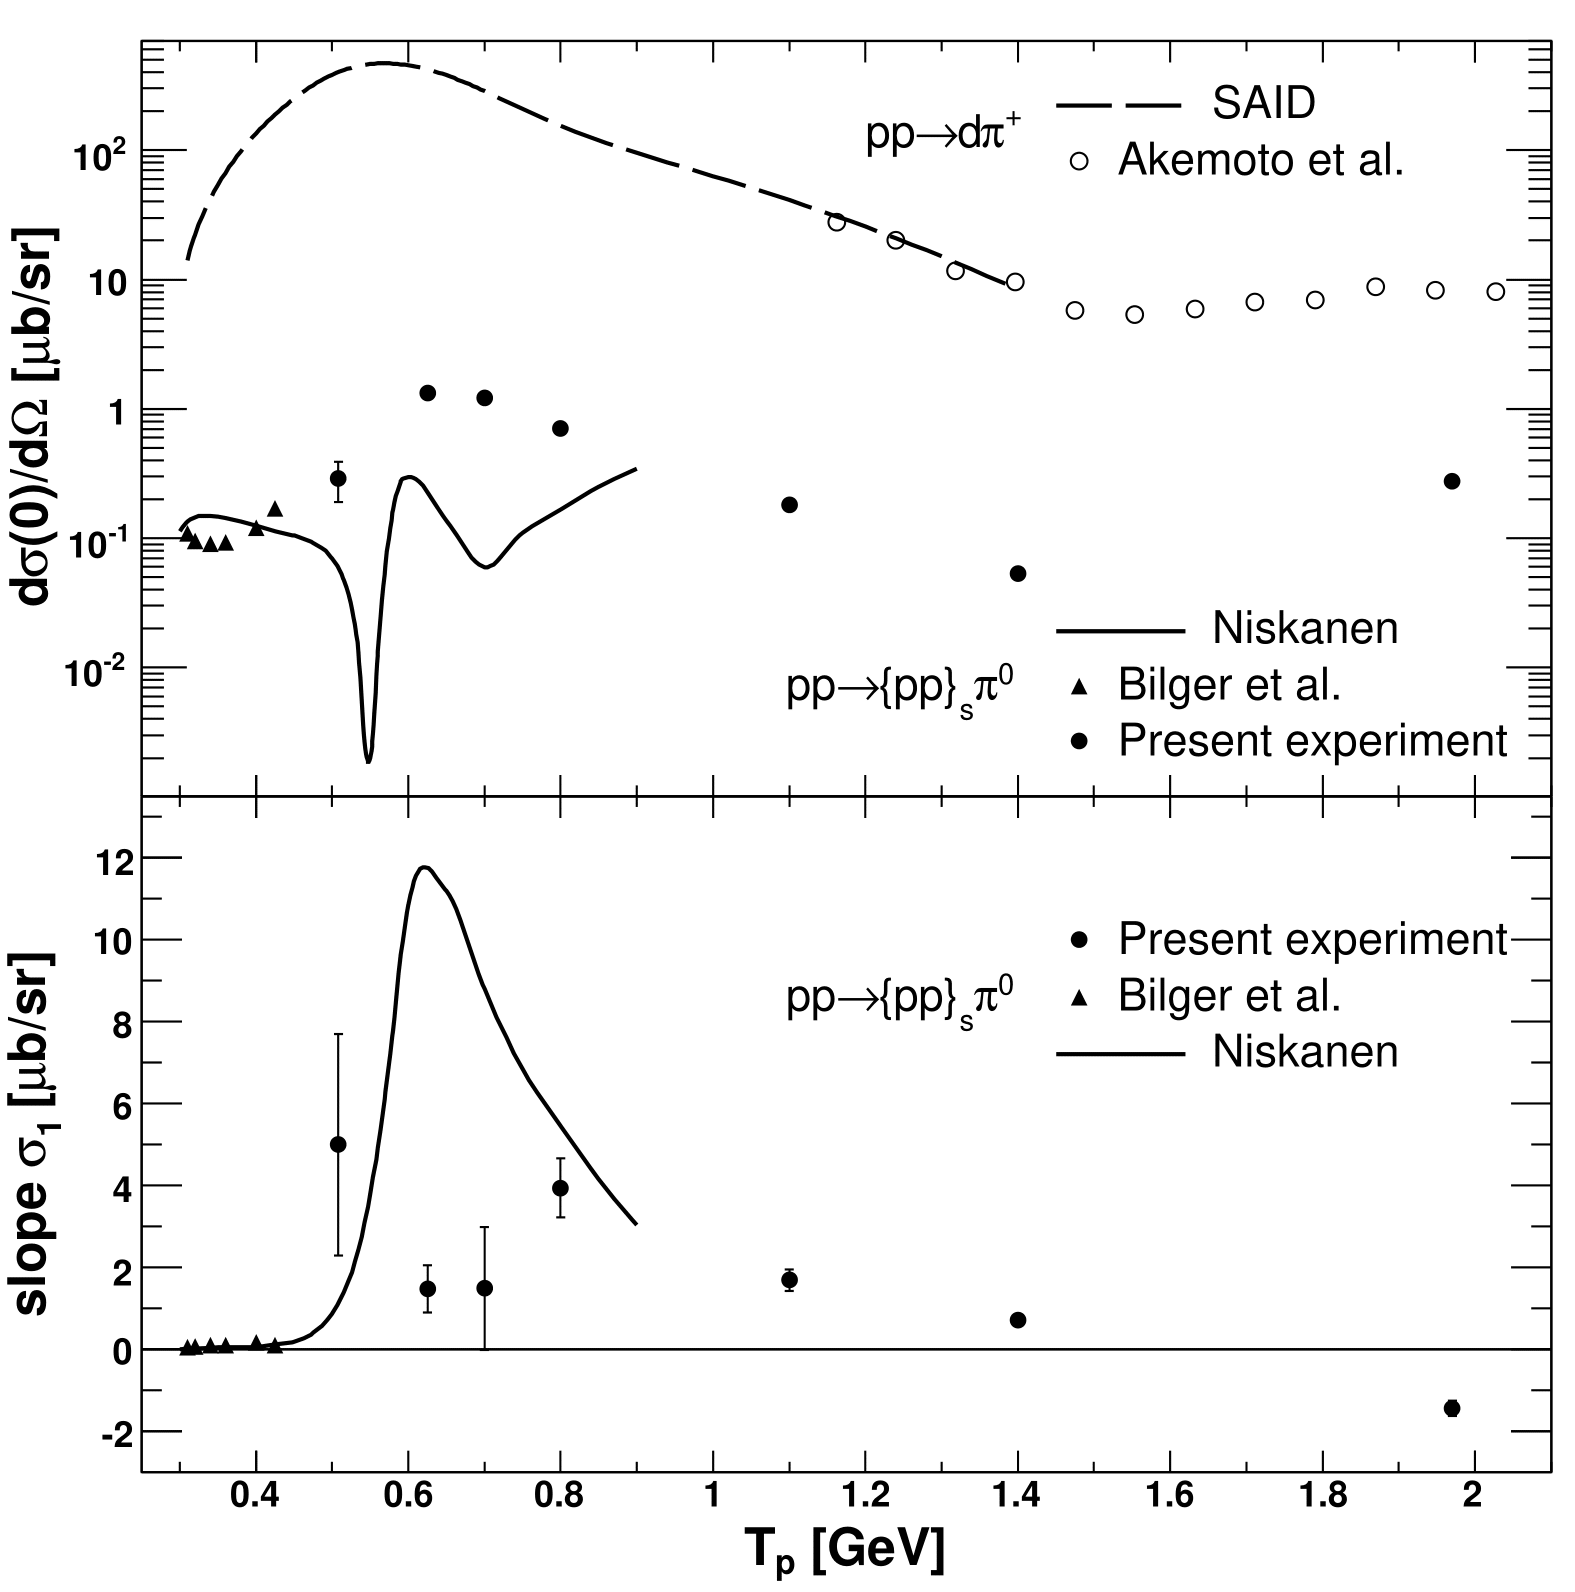 dσ(0)/dΩ [μb/sr]
10²
10
1
10⁻¹
10⁻²
pp→dπ⁺
SAID
Akemoto et al.
pp→{pp}ₛπ⁰
Niskanen
Bilger et al.
Present experiment
slope σ₁ [μb/sr]
12
10
8
6
4
2
0
-2
pp→{pp}ₛπ⁰
Present experiment
Bilger et al.
Niskanen
0.4 0.6 0.8 1 1.2 1.4 1.6 1.8 2
Tₚ [GeV]